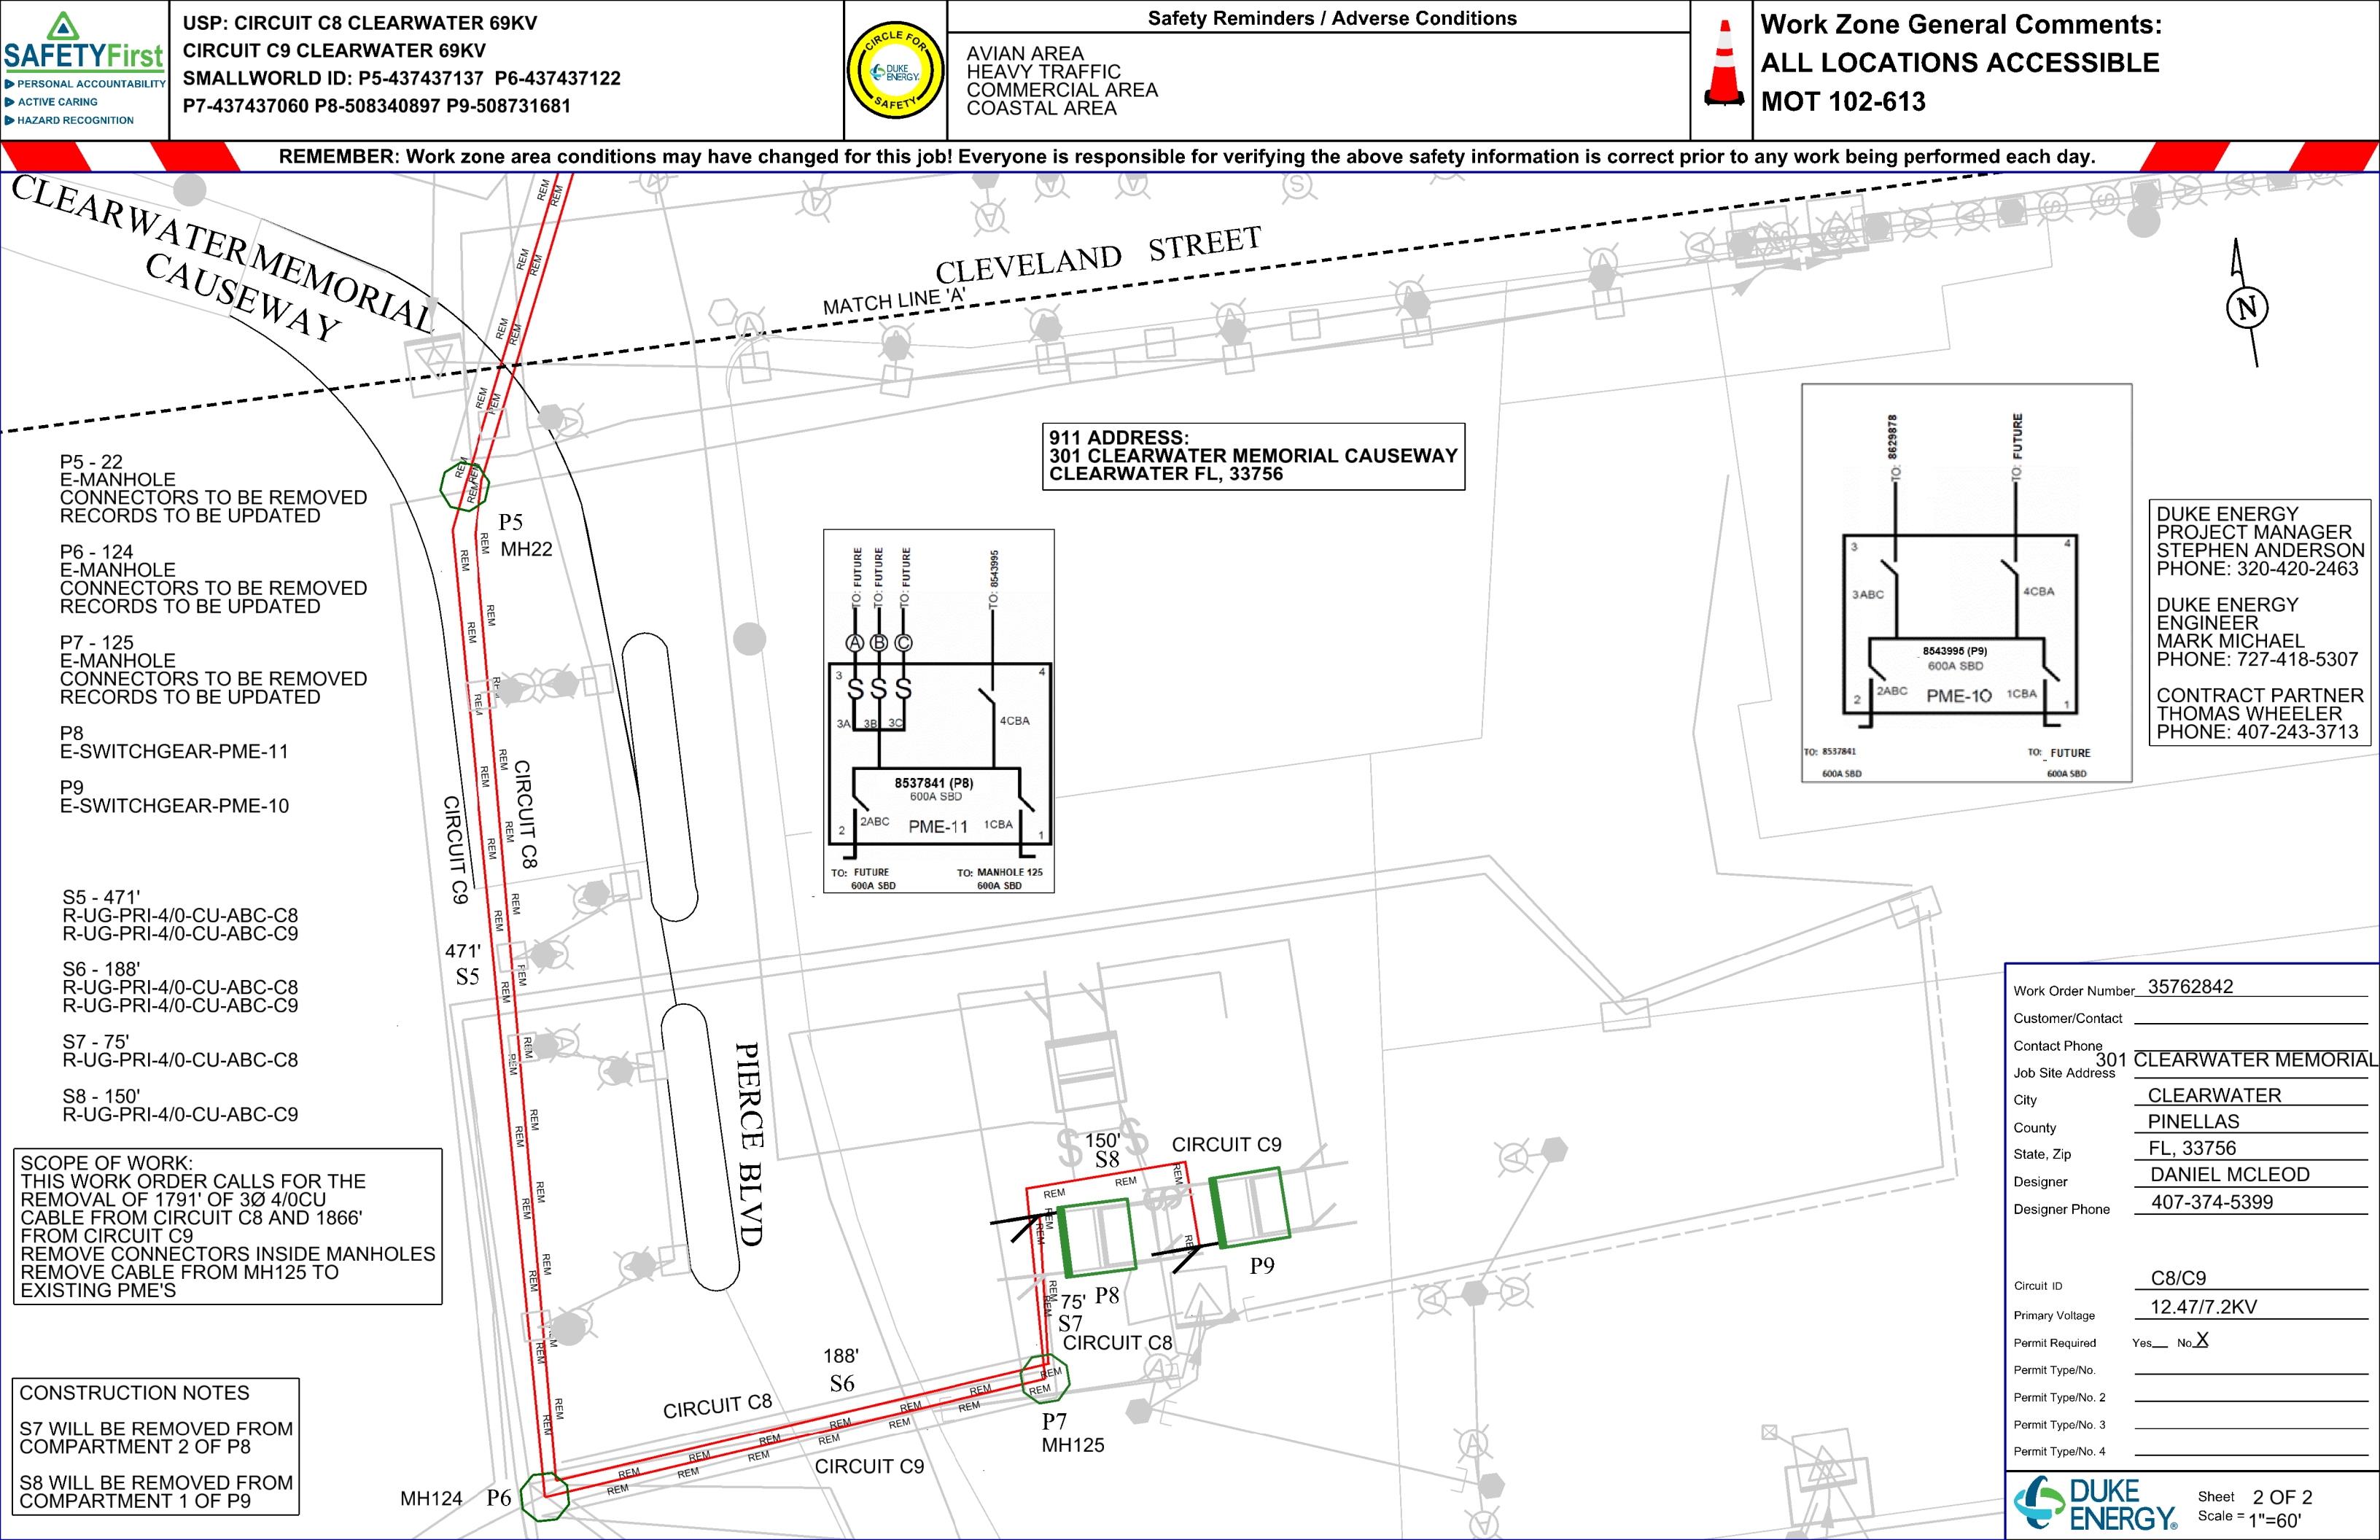 SAFETYFirst
PERSONAL ACCOUNTABILITY
ACTIVE CARING
HAZARD RECOGNITION
USP: CIRCUIT C8 CLEARWATER 69KV
CIRCUIT C9 CLEARWATER 69KV
SMALLWORLD ID: P5-437437137 P6-437437122
P7-437437060 P8-508340897 P9-508731681
CIRCLE FOR
DUKE
ENERGY
SAFETY
Safety Reminders / Adverse Conditions
AVIAN AREA
HEAVY TRAFFIC
COMMERCIAL AREA
COASTAL AREA
Work Zone General Comments:
ALL LOCATIONS ACCESSIBLE
MOT 102-613
REMEMBER: Work zone area conditions may have changed for this job! Everyone is responsible for verifying the above safety information is correct prior to any work being performed each day.
CLEARWATER MEMORIAL
CAUSEWAY
CLEVELAND STREET
MATCH LINE 'A'
N
P5 - 22
E-MANHOLE
CONNECTORS TO BE REMOVED
RECORDS TO BE UPDATED
P6 - 124
E-MANHOLE
CONNECTORS TO BE REMOVED
RECORDS TO BE UPDATED
P7 - 125
E-MANHOLE
CONNECTORS TO BE REMOVED
RECORDS TO BE UPDATED
P8
E-SWITCHGEAR-PME-11
P9
E-SWITCHGEAR-PME-10
S5 - 471'
R-UG-PRI-4/0-CU-ABC-C8
R-UG-PRI-4/0-CU-ABC-C9
S6 - 188'
R-UG-PRI-4/0-CU-ABC-C8
R-UG-PRI-4/0-CU-ABC-C9
S7 - 75'
R-UG-PRI-4/0-CU-ABC-C8
S8 - 150'
R-UG-PRI-4/0-CU-ABC-C9
SCOPE OF WORK:
THIS WORK ORDER CALLS FOR THE
REMOVAL OF 1791' OF 3Ø 4/0CU
CABLE FROM CIRCUIT C8 AND 1866'
FROM CIRCUIT C9
REMOVE CONNECTORS INSIDE MANHOLES
REMOVE CABLE FROM MH125 TO
EXISTING PME'S
CONSTRUCTION NOTES
S7 WILL BE REMOVED FROM
COMPARTMENT 2 OF P8
S8 WILL BE REMOVED FROM
COMPARTMENT 1 OF P9
REM
P5
MH22
CIRCUIT C8
CIRCUIT C9
471'
S5
PIERCE BLVD
MH124 P6
188'
S6
CIRCUIT C8
CIRCUIT C9
P7
MH125
75'
S7
CIRCUIT C8
P8
150'
S8
CIRCUIT C9
P9
911 ADDRESS:
301 CLEARWATER MEMORIAL CAUSEWAY
CLEARWATER FL, 33756
TO: FUTURE
TO: FUTURE
TO: FUTURE
TO: 8543995
A B C
3 4
S S S
3A 3B 3C 4CBA
8537841 (P8)
600A SBD
2ABC PME-11 1CBA
2 1
TO: FUTURE
600A SBD
TO: MANHOLE 125
600A SBD
TO: 8629878
TO: FUTURE
3 4
3ABC 4CBA
8543995 (P9)
600A SBD
2ABC PME-10 1CBA
2 1
TO: 8537841
600A SBD
TO: FUTURE
600A SBD
DUKE ENERGY
PROJECT MANAGER
STEPHEN ANDERSON
PHONE: 320-420-2463
DUKE ENERGY
ENGINEER
MARK MICHAEL
PHONE: 727-418-5307
CONTRACT PARTNER
THOMAS WHEELER
PHONE: 407-243-3713
Work Order Number 35762842
Customer/Contact
Contact Phone
Job Site Address 301 CLEARWATER MEMORIAL
City CLEARWATER
County PINELLAS
State, Zip FL, 33756
Designer DANIEL MCLEOD
Designer Phone 407-374-5399
Circuit ID C8/C9
Primary Voltage 12.47/7.2KV
Permit Required Yes No X
Permit Type/No.
Permit Type/No. 2
Permit Type/No. 3
Permit Type/No. 4
DUKE
ENERGY®
Sheet 2 OF 2
Scale = 1"=60'